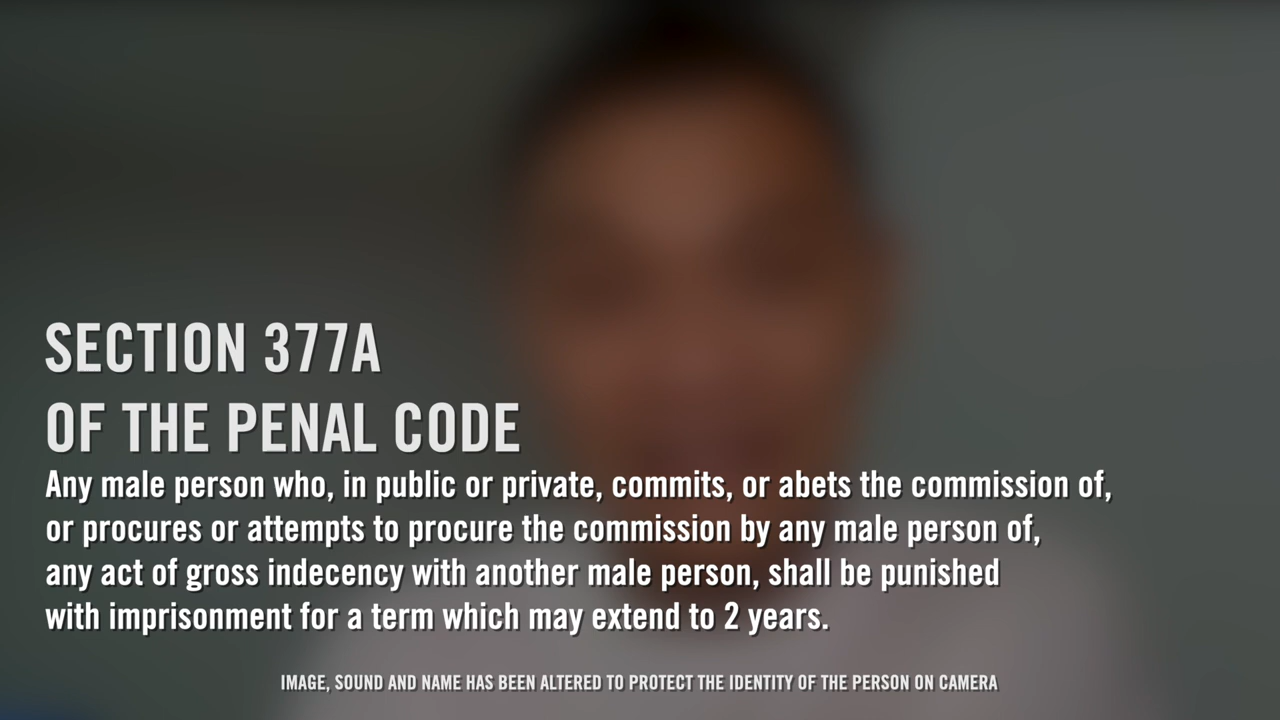 SECTION 377A
OF THE PENAL CODE
Any male person who, in public or private, commits, or abets the commission of,
or procures or attempts to procure the commission by any male person of,
any act of gross indecency with another male person, shall be punished
with imprisonment for a term which may extend to 2 years.
IMAGE, SOUND AND NAME HAS BEEN ALTERED TO PROTECT THE IDENTITY OF THE PERSON ON CAMERA